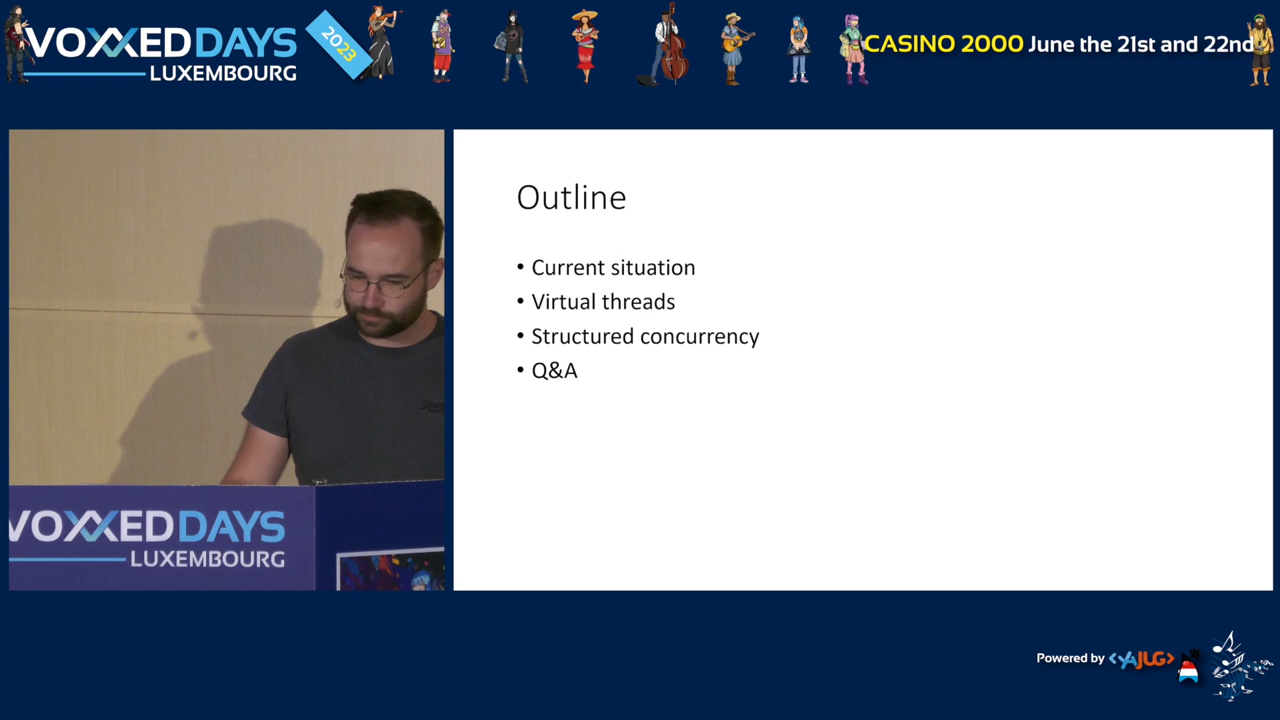 VOXXED DAYS
LUXEMBOURG
2023
CASINO 2000 June the 21st and 22nd
Outline
• Current situation
• Virtual threads
• Structured concurrency
• Q&A
VOXXED DAYS
LUXEMBOURG
Powered by <YAJUG>